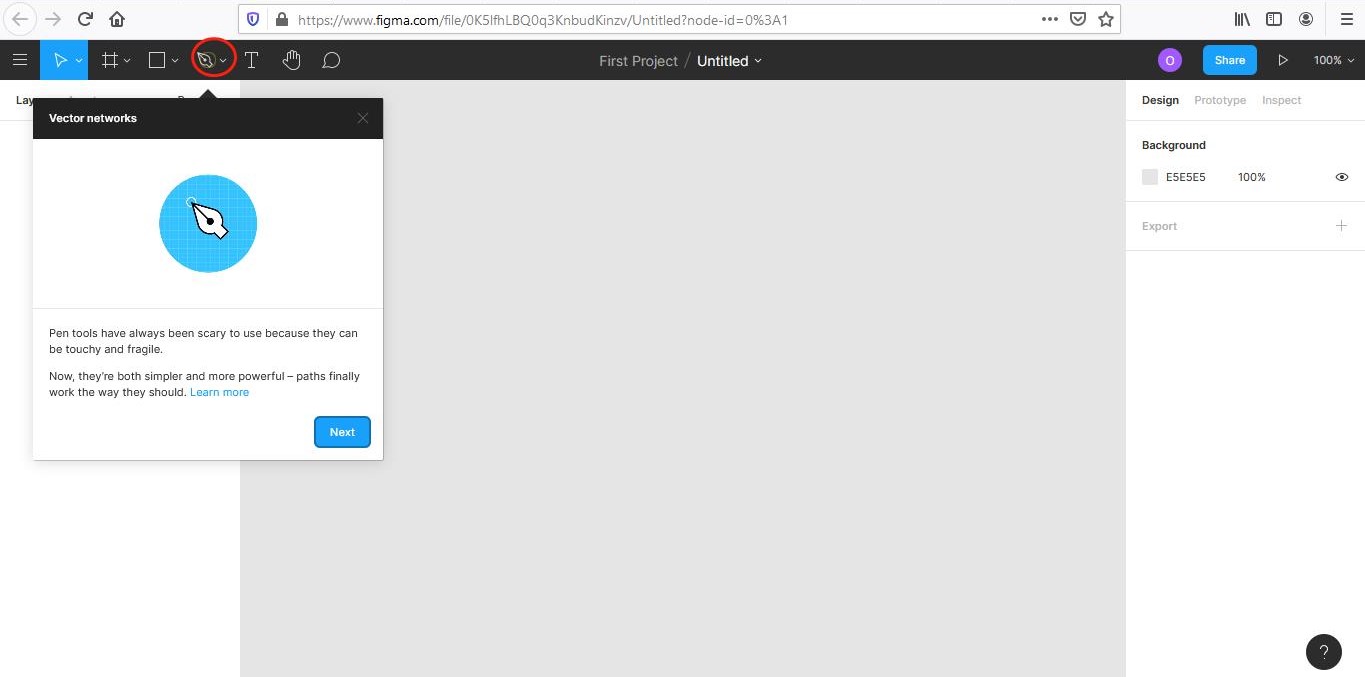 https://www.figma.com/file/0K5lfhLBQ0q3KnbudKinzv/Untitled?node-id=0%3A1
First Project / Untitled
O
Share
100%
Lay
Design Prototype Inspect
Vector networks
Background
E5E5E5 100%
Export
Pen tools have always been scary to use because they can
be touchy and fragile.
Now, they're both simpler and more powerful – paths finally
work the way they should. Learn more
Next
?